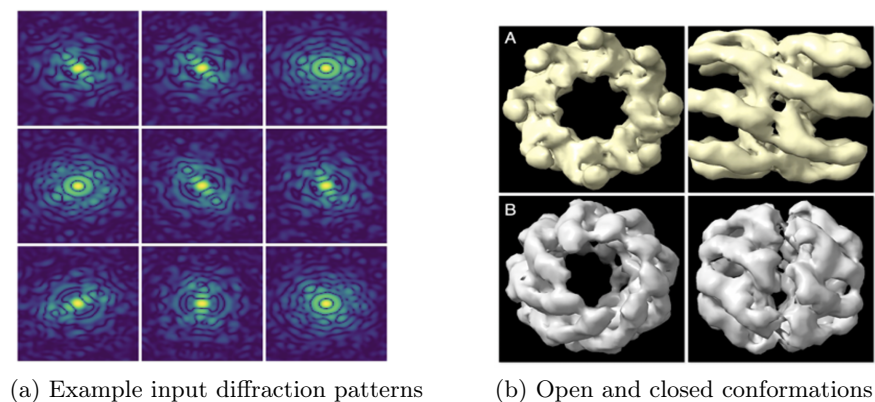 A
B
(a) Example input diffraction patterns
(b) Open and closed conformations